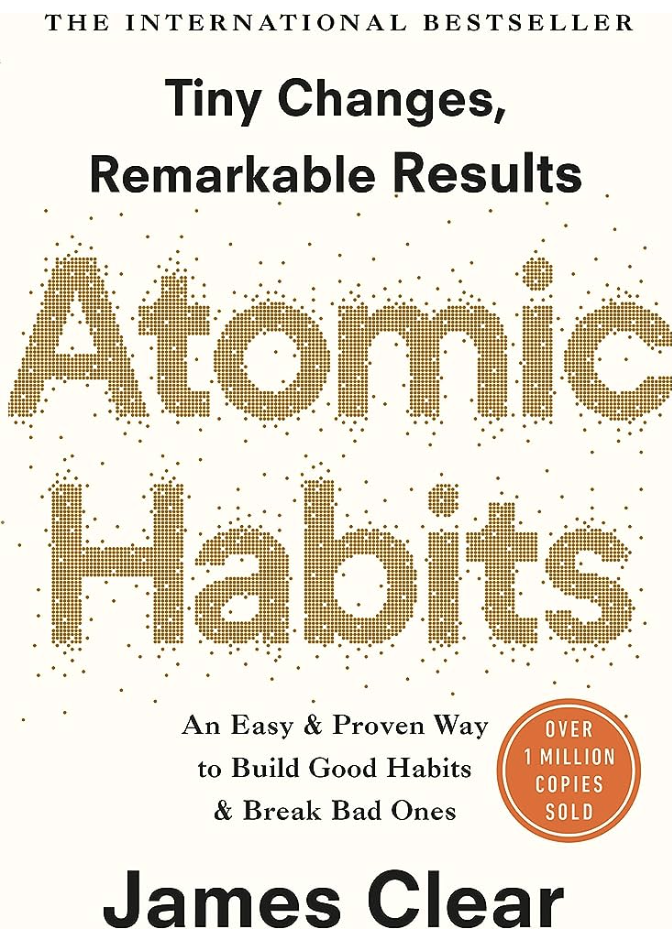 THE INTERNATIONAL BESTSELLER
Tiny Changes,
Remarkable Results
Atomic
Habits
An Easy & Proven Way
to Build Good Habits
& Break Bad Ones
OVER
1 MILLION
COPIES
SOLD
James Clear